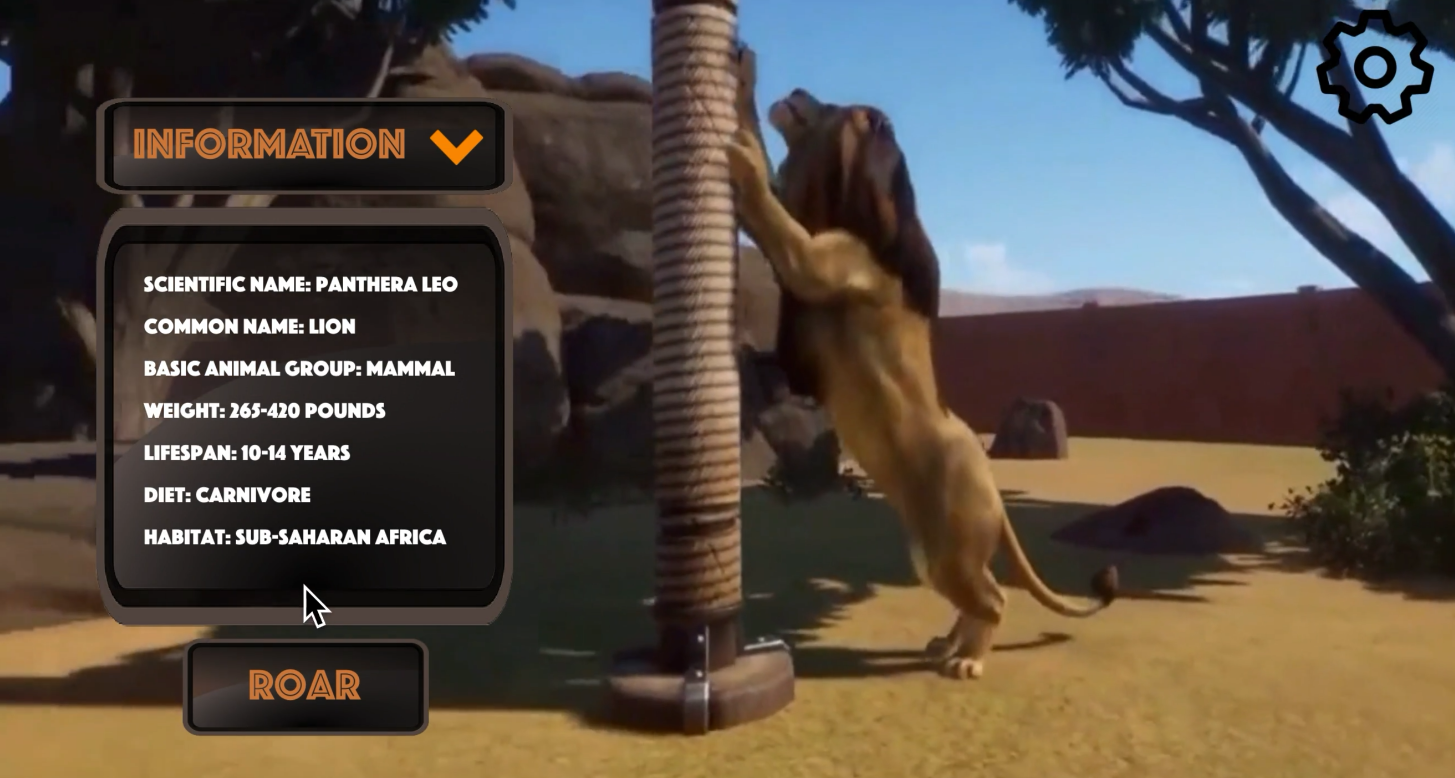 INFORMATION
SCIENTIFIC NAME: PANTHERA LEO
COMMON NAME: LION
BASIC ANIMAL GROUP: MAMMAL
WEIGHT: 265-420 POUNDS
LIFESPAN: 10-14 YEARS
DIET: CARNIVORE
HABITAT: SUB-SAHARAN AFRICA
ROAR